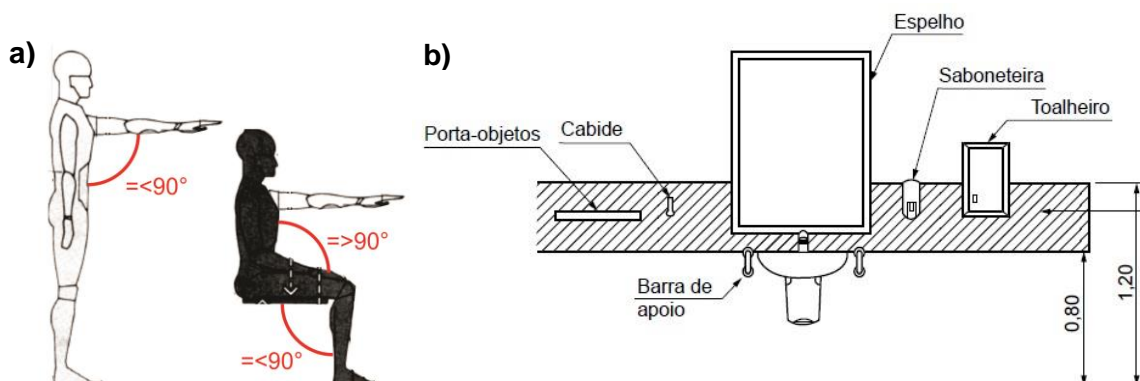 a)
=<90°
=>90°
=<90°
b)
Espelho
Saboneteira
Toalheiro
Cabide
Porta-objetos
Barra de
apoio
0,80
1,20